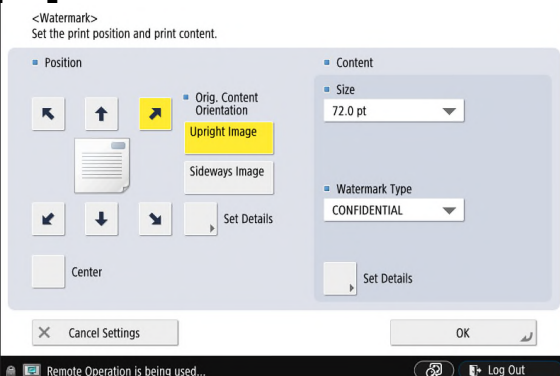 <Watermark>
Set the print position and print content.
Position
Orig. Content
Orientation
Upright Image
Sideways Image
Set Details
Center
Content
Size
72.0 pt
Watermark Type
CONFIDENTIAL
Set Details
Cancel Settings
OK
Remote Operation is being used...
Log Out